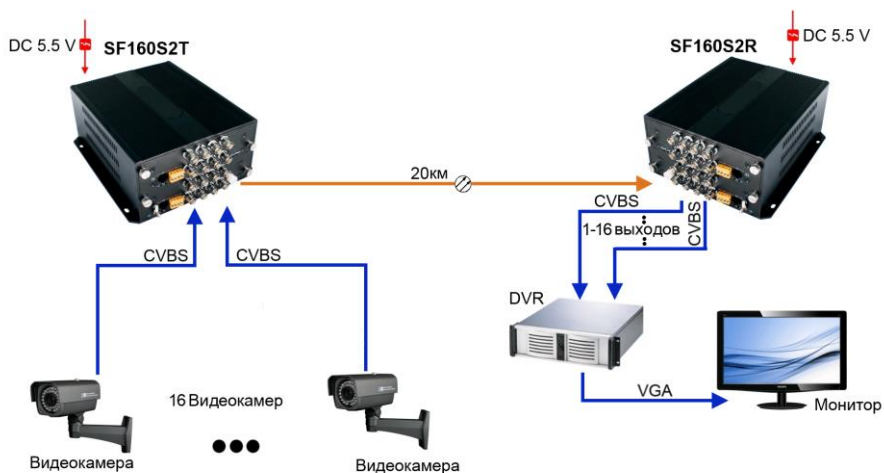 DC 5.5 V
SF160S2T
SF160S2R
DC 5.5 V
20км
CVBS
1-16 выходов
CVBS
CVBS
CVBS
DVR
VGA
Монитор
16 Видеокамер
Видеокамера
Видеокамера